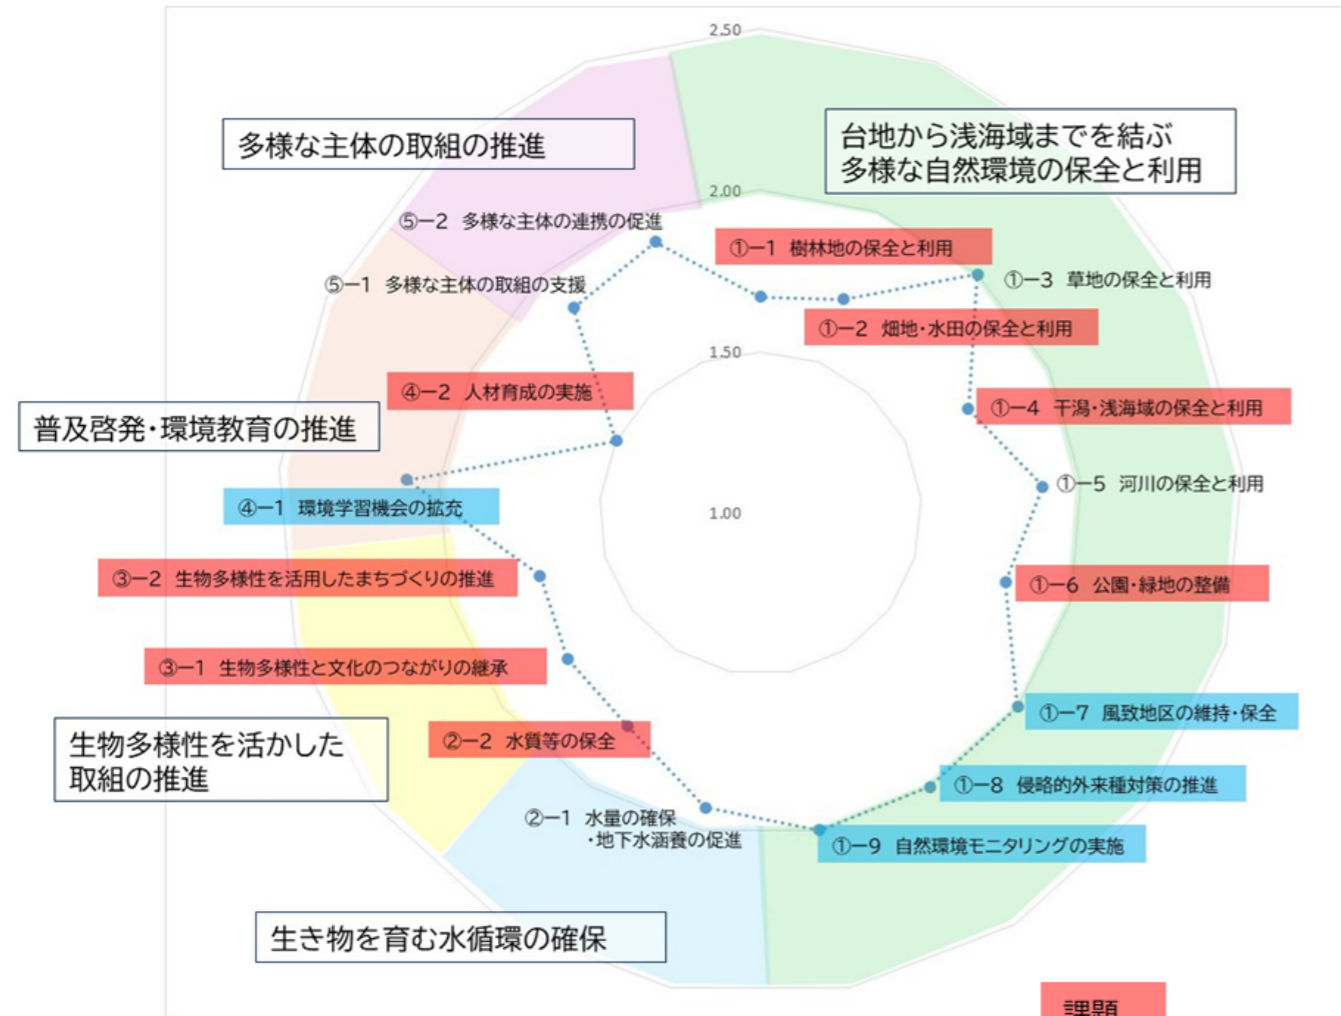 2.50
多様な主体の取組の推進
台地から浅海域までを結ぶ
多様な自然環境の保全と利用
2.00
⑤ー2 多様な主体の連携の促進
①ー1 樹林地の保全と利用
⑤ー1 多様な主体の取組の支援
①ー3 草地の保全と利用
①ー2 畑地・水田の保全と利用
1.50
④ー2 人材育成の実施
①ー4 干潟・浅海域の保全と利用
普及啓発・環境教育の推進
①ー5 河川の保全と利用
④ー1 環境学習機会の拡充
1.00
③ー2 生物多様性を活用したまちづくりの推進
①ー6 公園・緑地の整備
③ー1 生物多様性と文化のつながりの継承
①ー7 風致地区の維持・保全
②ー2 水質等の保全
生物多様性を活かした
取組の推進
①ー8 侵略的外来種対策の推進
②ー1 水量の確保
・地下水涵養の促進
①ー9 自然環境モニタリングの実施
生き物を育む水循環の確保
課題